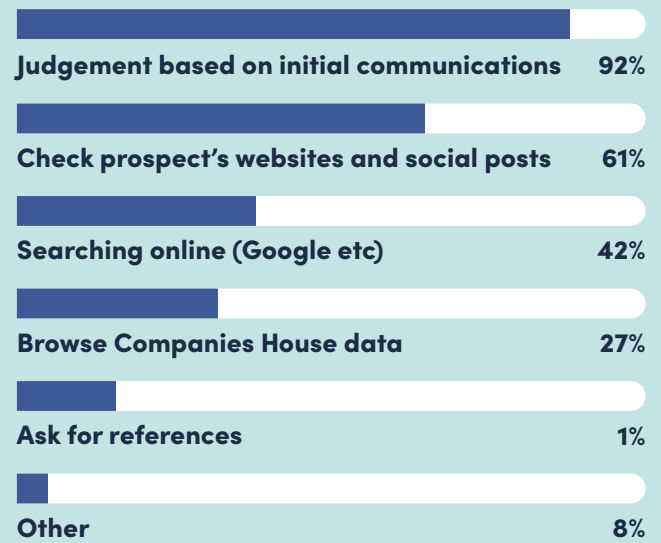 Judgement based on initial communications 92%
Check prospect’s websites and social posts 61%
Searching online (Google etc) 42%
Browse Companies House data 27%
Ask for references 1%
Other 8%